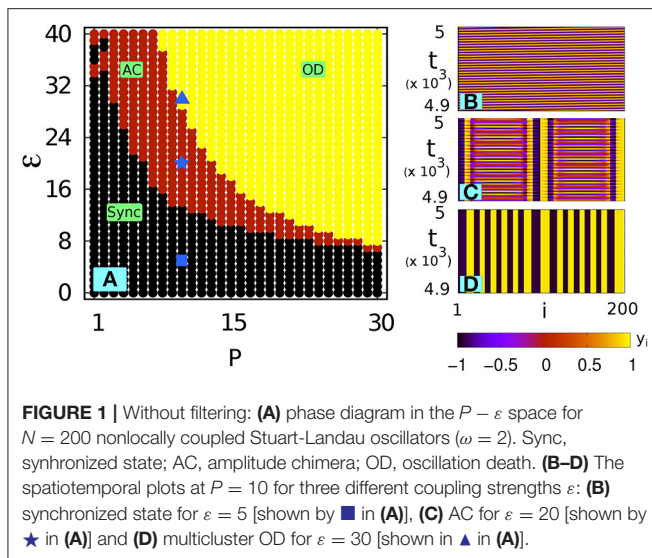 40
32
24
16
8
0
ε
AC
OD
Sync
A
1
15
30
P
5
t
(x 10³)
4.9
B
5
t
(x 10³)
4.9
C
5
t
(x 10³)
4.9
D
1
i
200
y_i
−1
−0.5
0
0.5
1
FIGURE 1 | Without filtering: (A) phase diagram in the P − ε space for
N = 200 nonlocally coupled Stuart-Landau oscillators (ω = 2). Sync,
synhronized state; AC, amplitude chimera; OD, oscillation death. (B–D) The
spatiotemporal plots at P = 10 for three different coupling strengths ε: (B)
synchronized state for ε = 5 [shown by ■ in (A)], (C) AC for ε = 20 [shown by
★ in (A)] and (D) multicluster OD for ε = 30 [shown in ▲ in (A)].